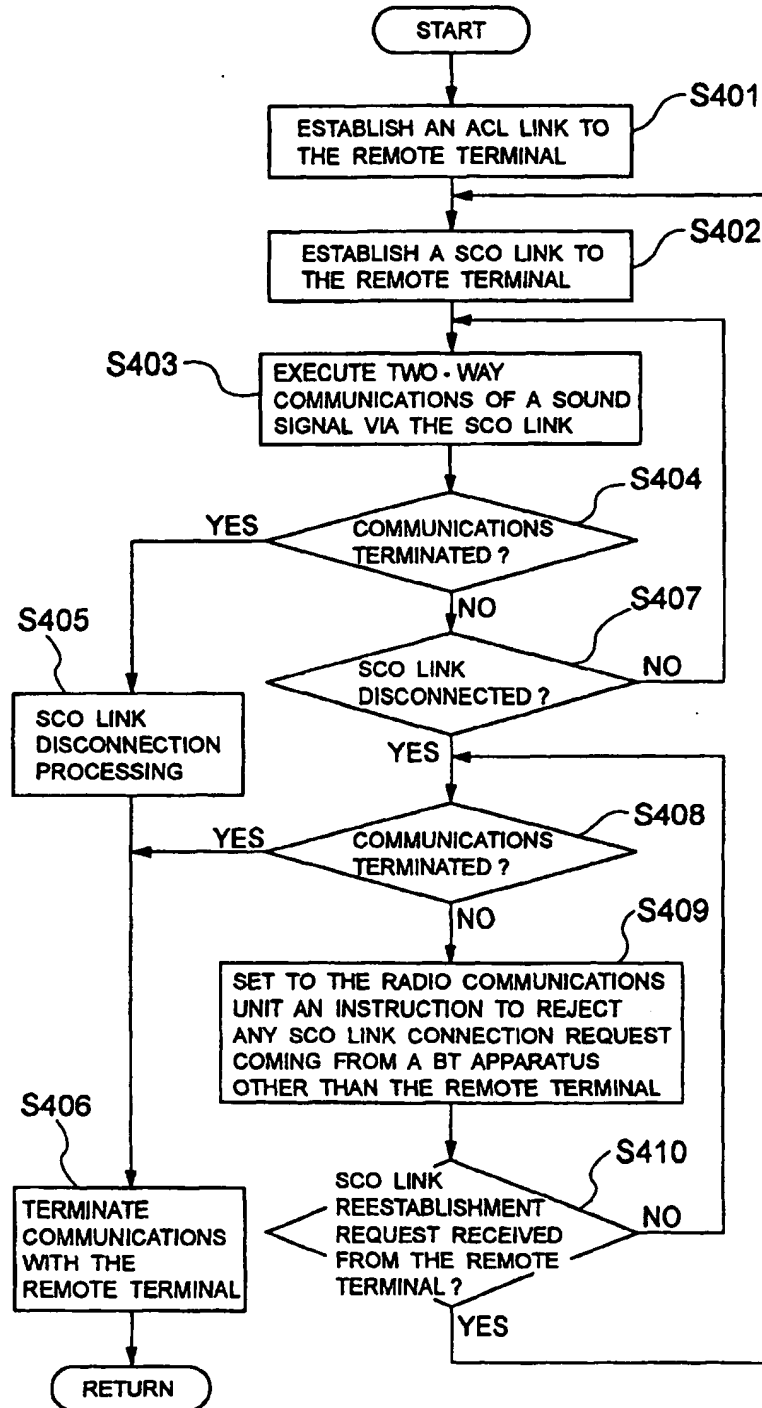 START
S401
ESTABLISH AN ACL LINK TO
THE REMOTE TERMINAL
S402
ESTABLISH A SCO LINK TO
THE REMOTE TERMINAL
S403
EXECUTE TWO-WAY
COMMUNICATIONS OF A SOUND
SIGNAL VIA THE SCO LINK
S404
YES
COMMUNICATIONS
TERMINATED ?
NO
S407
S405
SCO LINK
DISCONNECTED ?
NO
SCO LINK
DISCONNECTION
PROCESSING
YES
S408
YES
COMMUNICATIONS
TERMINATED ?
NO
S409
SET TO THE RADIO COMMUNICATIONS
UNIT AN INSTRUCTION TO REJECT
ANY SCO LINK CONNECTION REQUEST
COMING FROM A BT APPARATUS
OTHER THAN THE REMOTE TERMINAL
S406
S410
SCO LINK
REESTABLISHMENT
REQUEST RECEIVED
FROM THE REMOTE
TERMINAL ?
NO
TERMINATE
COMMUNICATIONS
WITH THE
REMOTE TERMINAL
YES
RETURN